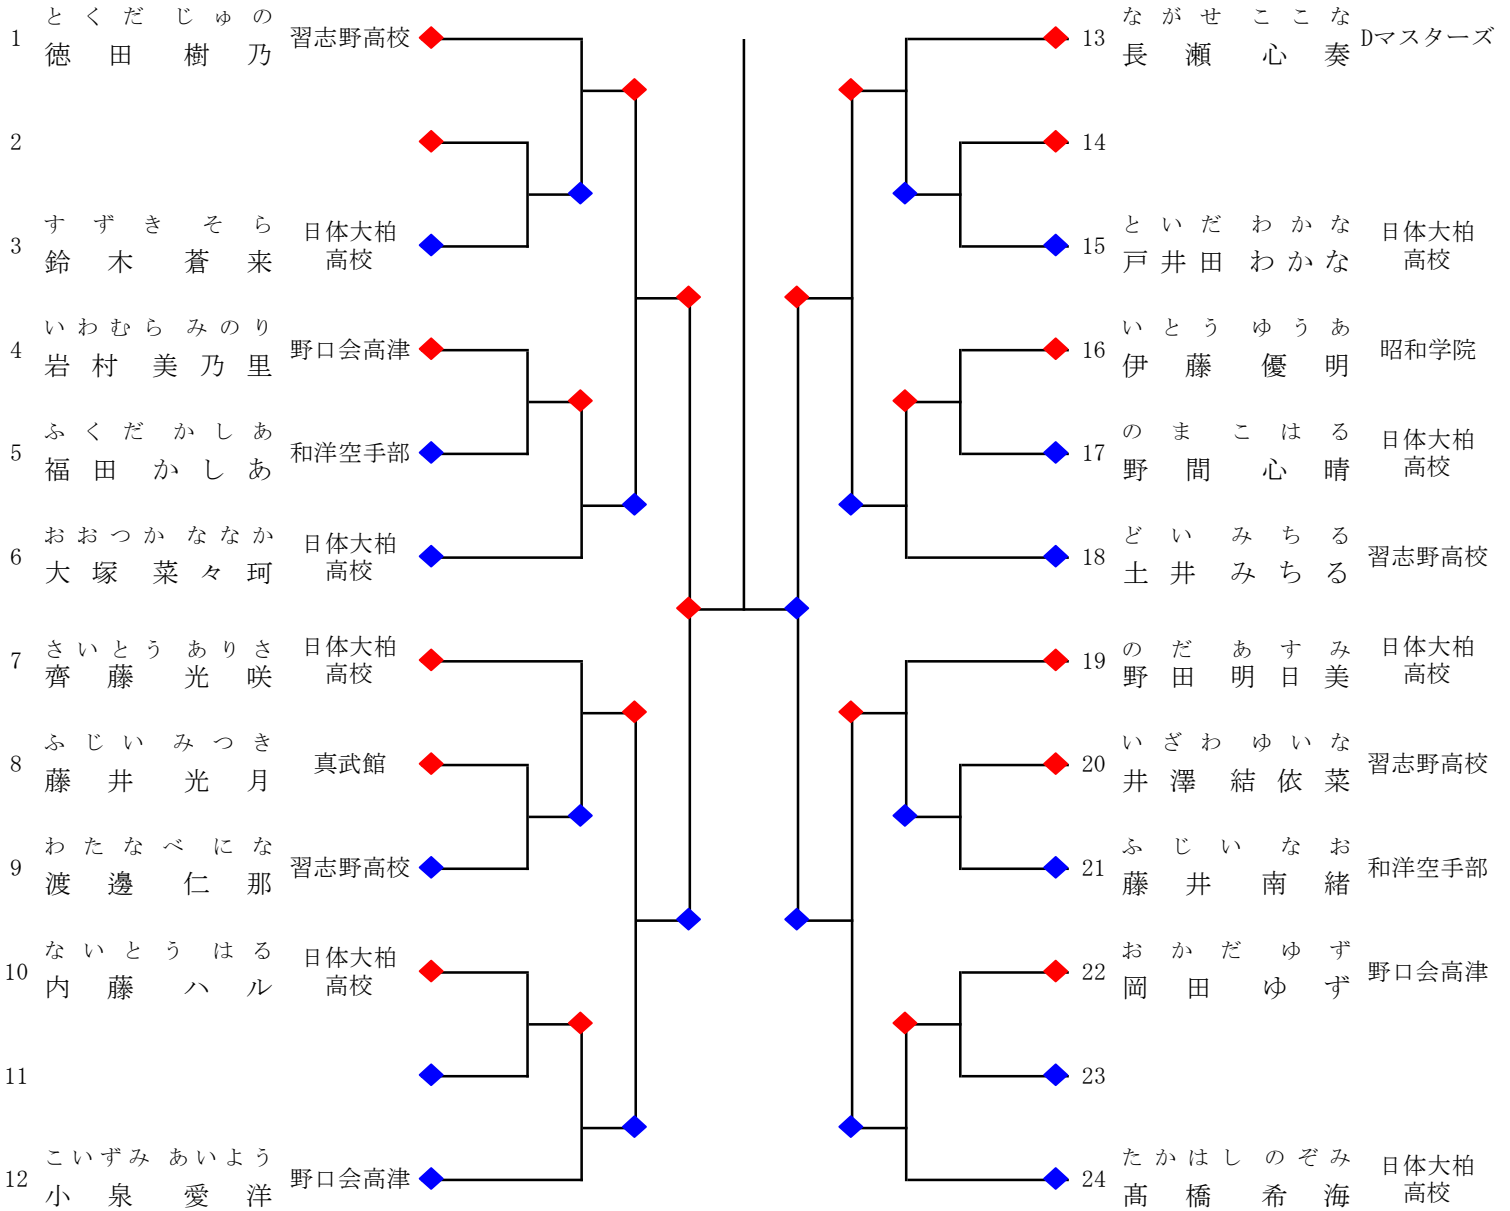 とくだ じゅの
1 徳田 樹乃 習志野高校
2
すずき そら
3 鈴木 蒼来 日体大柏
高校
いわむら みのり
4 岩村 美乃里 野口会高津
ふくだ かしあ
5 福田 かしあ 和洋空手部
おおつか ななか
6 大塚 菜々珂 日体大柏
高校
さいとう ありさ
7 齊藤 光咲 日体大柏
高校
ふじい みつき
8 藤井 光月 真武館
わたなべ にな
9 渡邊 仁那 習志野高校
ないとう はる
10 内藤 ハル 日体大柏
高校
11
こいずみ あいよう
12 小泉 愛洋 野口会高津
ながせ ここな
13 長瀬 心奏 Dマスターズ
14
といだ わかな
15 戸井田 わかな 日体大柏
高校
いとう ゆうあ
16 伊藤 優明 昭和学院
のま こはる
17 野間 心晴 日体大柏
高校
どい みちる
18 土井 みちる 習志野高校
のだ あすみ
19 野田 明日美 日体大柏
高校
いざわ ゆいな
20 井澤 結依菜 習志野高校
ふじい なお
21 藤井 南緒 和洋空手部
おかだ ゆず
22 岡田 ゆず 野口会高津
23
たかはし のぞみ
24 髙橋 希海 日体大柏
高校